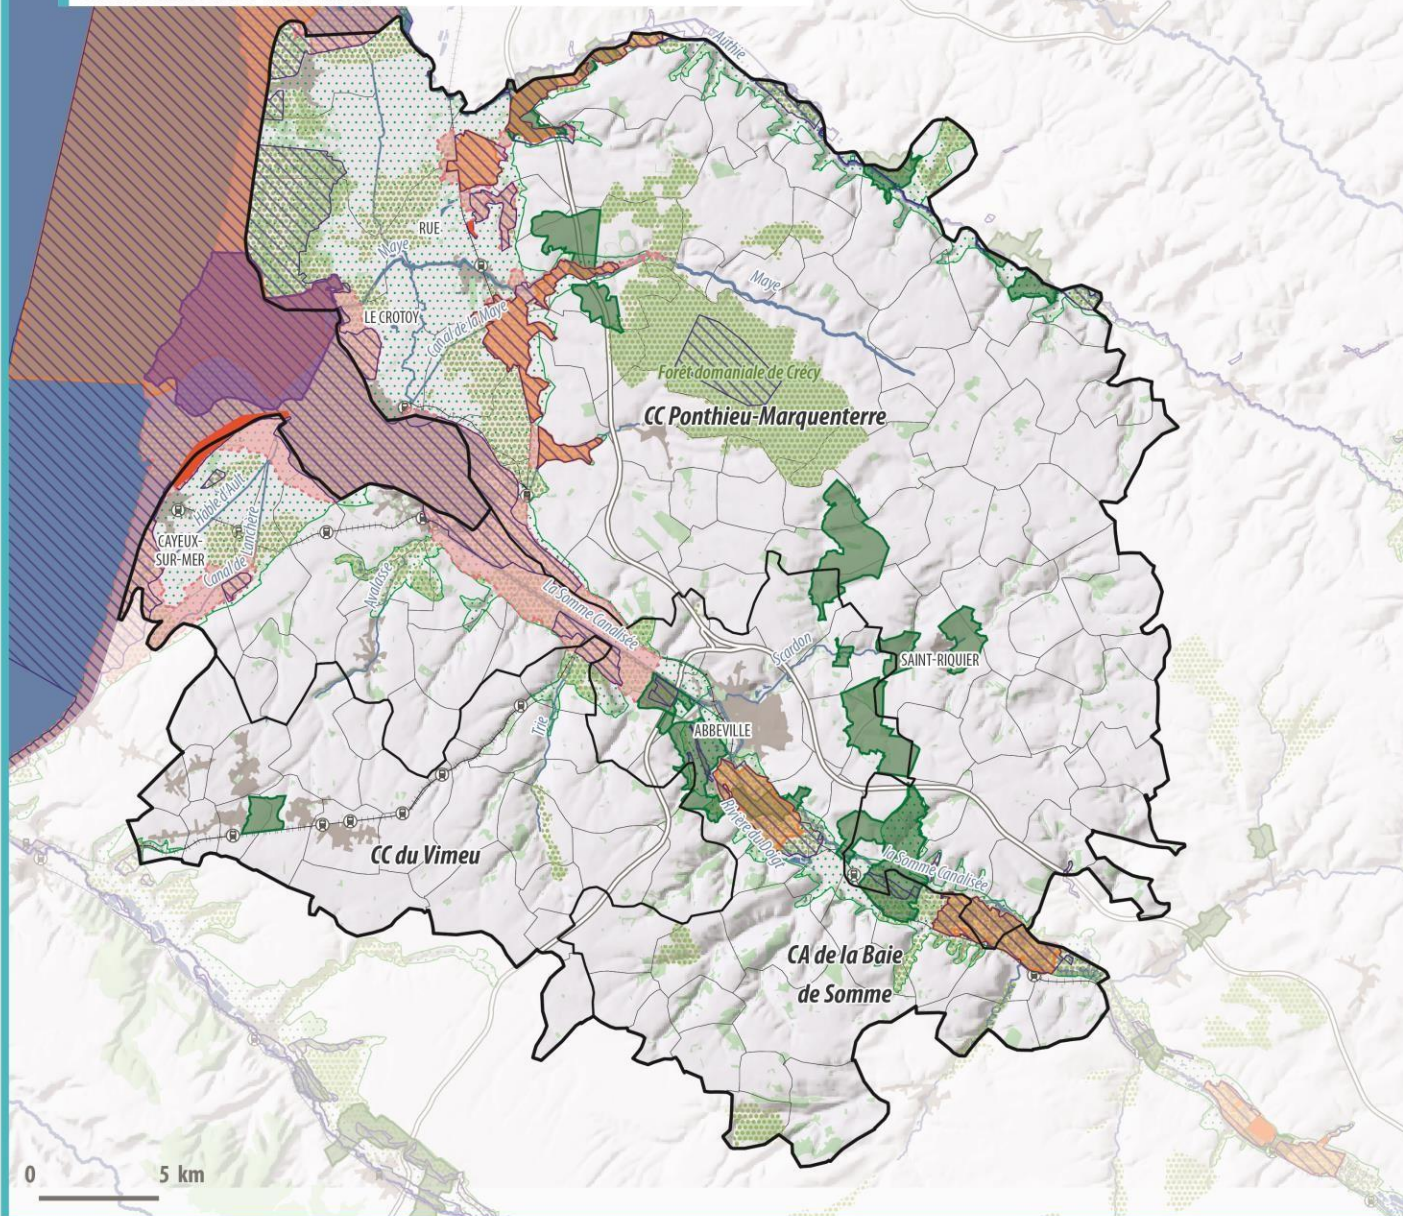 Authie
RUE
Maye
Maye
LE CROTOY
Canal de la Maye
Forêt domaniale de Crécy
CC Ponthieu-Marquenterre
Hable d'Ault
CAYEUX-
SUR-MER
Canal de Lanchère
Avalasse
La Somme Canalisée
Scardon
SAINT-RIQUIER
Trie
ABBEVILLE
Rivière du Doigt
CC du Vimeu
la Somme Canalisée
CA de la Baie
de Somme
0 5 km